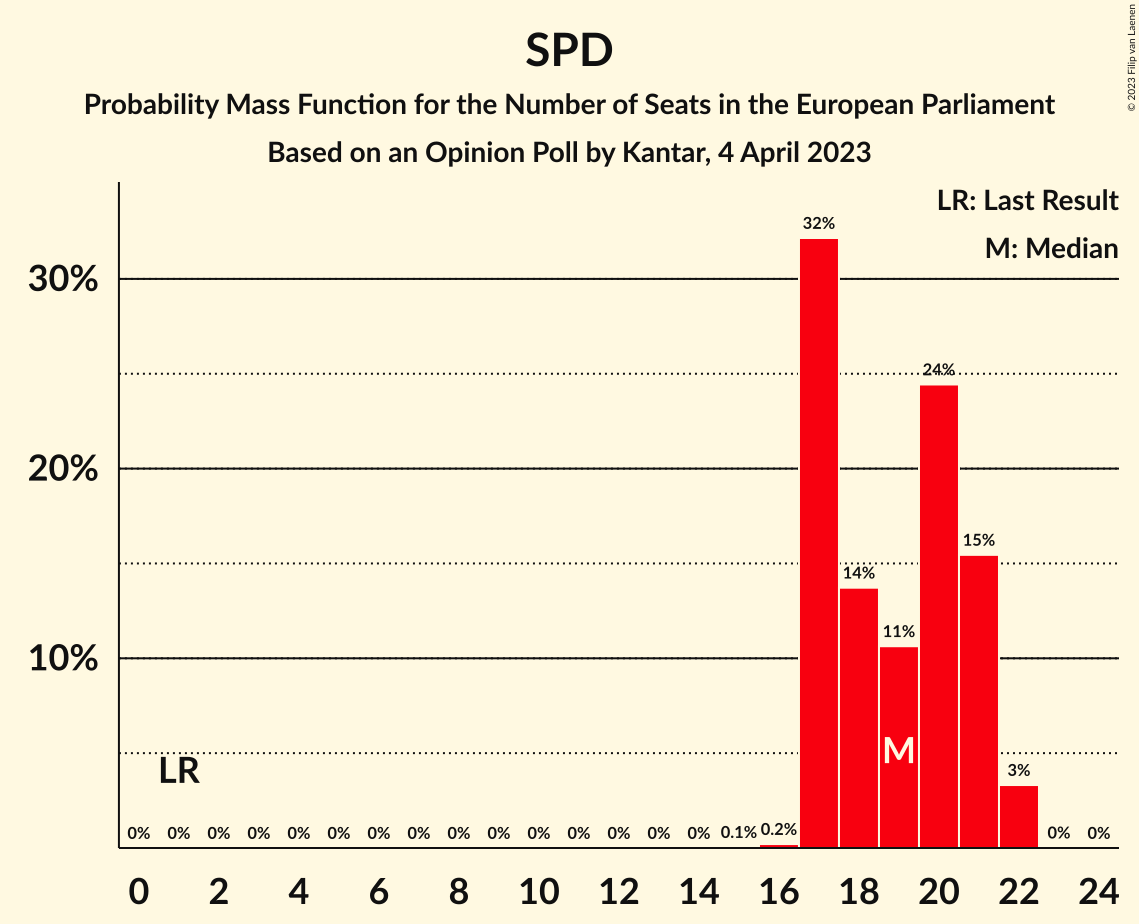 SPD
Probability Mass Function for the Number of Seats in the European Parliament
Based on an Opinion Poll by Kantar, 4 April 2023
© 2023 Filip van Laenen
LR: Last Result
M: Median
30%
20%
10%
32%
24%
15%
14%
11%
M
LR
3%
0% 0% 0% 0% 0% 0% 0% 0% 0% 0% 0% 0% 0% 0% 0% 0.1% 0.2% 0% 0%
0 2 4 6 8 10 12 14 16 18 20 22 24